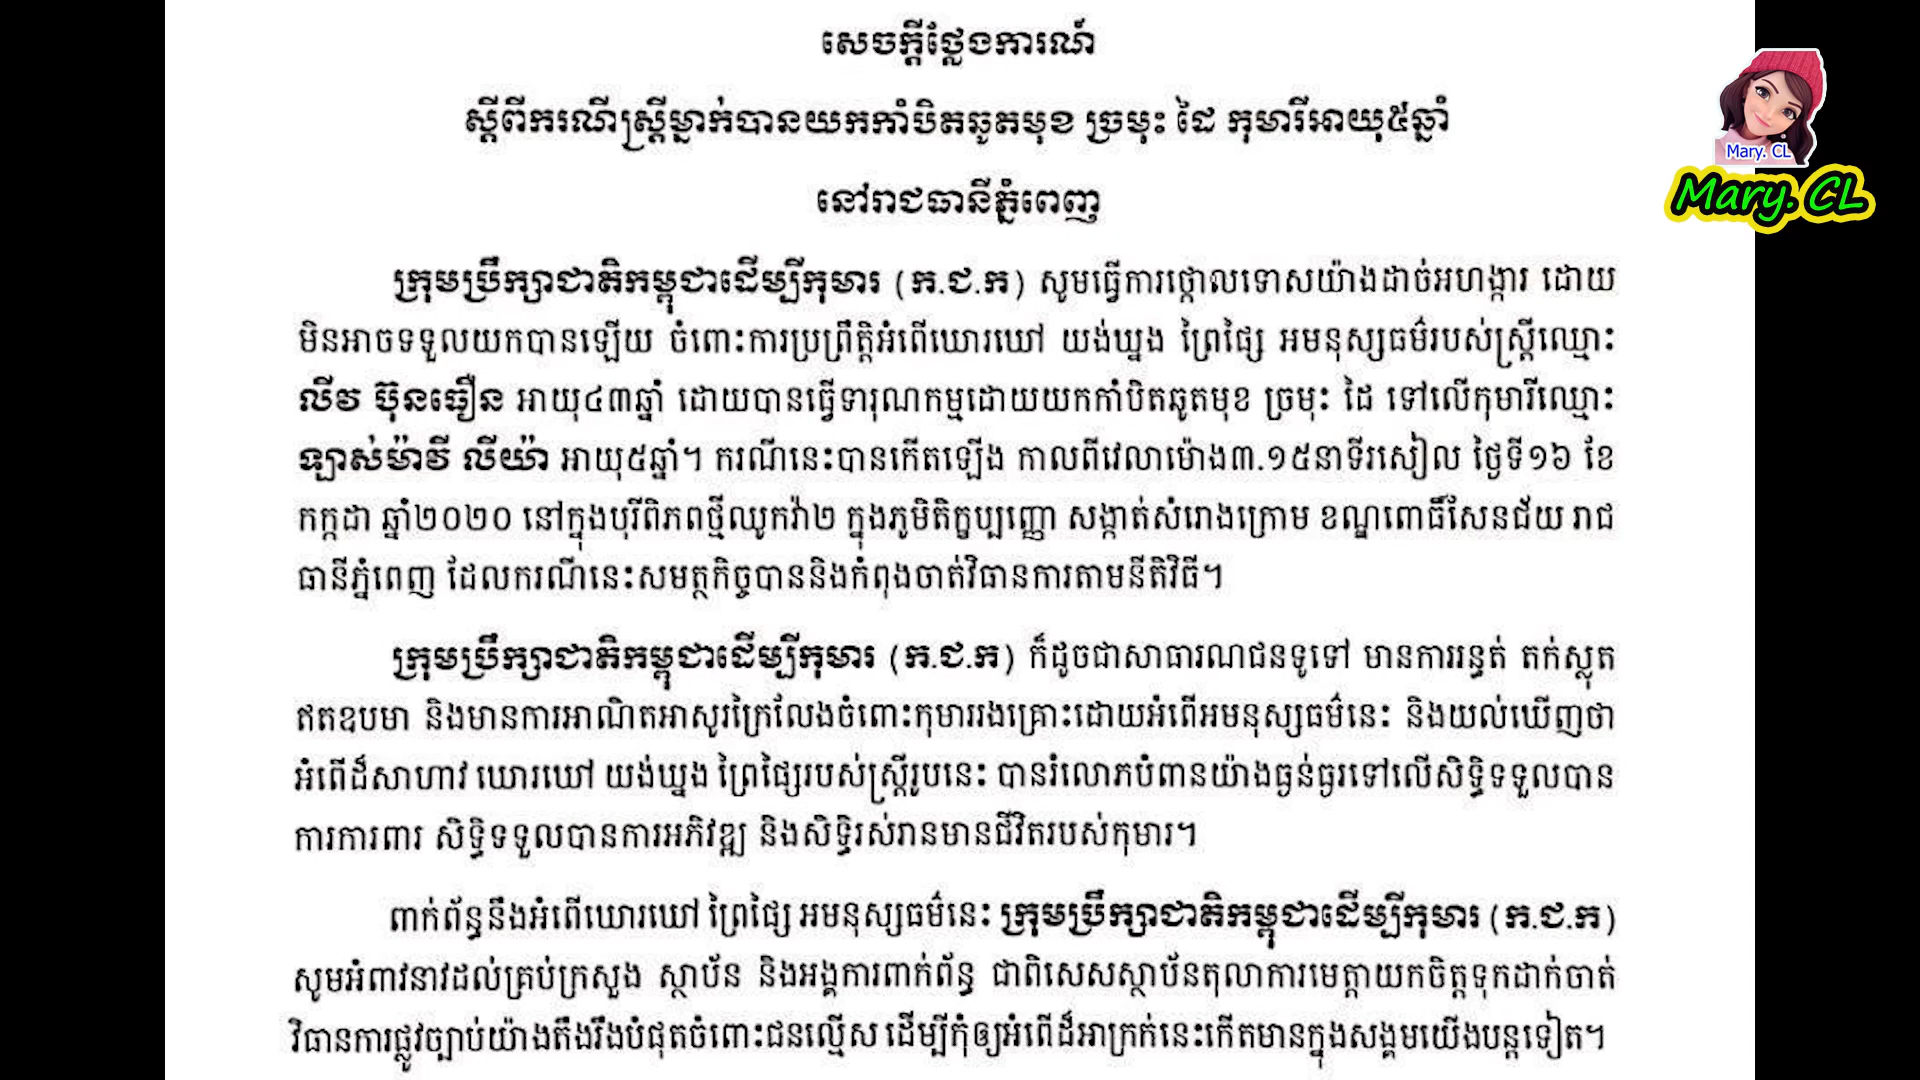 សេចក្តីថ្លែងការណ៍
ស្តីពីករណីស្ត្រីម្នាក់បានយកកាំបិតឆូតមុខ ច្រមុះ ដៃ កុមារីអាយុ៥ឆ្នាំ
នៅរាជធានីភ្នំពេញ
ក្រុមប្រឹក្សាជាតិកម្ពុជាដើម្បីកុមារ (ក.ជ.ក) សូមធ្វើការថ្កោលទោសយ៉ាងដាច់អហង្ការ ដោយ
មិនអាចទទួលយកបានឡើយ ចំពោះការប្រព្រឹត្តិអំពើឃោរឃៅ យង់ឃ្នង ព្រៃផ្សៃ អមនុស្សធម៌របស់ស្ត្រីឈ្មោះ
លីវ ប៊ុនធឿន អាយុ៤៣ឆ្នាំ ដោយបានធ្វើទារុណកម្មដោយយកកាំបិតឆូតមុខ ច្រមុះ ដៃ ទៅលើកុមារីឈ្មោះ
ឡាស់ម៉ាវី លីយ៉ា អាយុ៥ឆ្នាំ។ ករណីនេះបានកើតឡើង កាលពីវេលាម៉ោង៣.១៥នាទីរសៀល ថ្ងៃទី១៦ ខែ
កក្កដា ឆ្នាំ២០២០ នៅក្នុងបុរីពិភពថ្មីឈូកវ៉ា២ ក្នុងភូមិតិក្ខប្បញ្ញោ សង្កាត់សំរោងក្រោម ខណ្ឌពោធិ៍សែនជ័យ រាជ
ធានីភ្នំពេញ ដែលករណីនេះសមត្ថកិច្ចបាននិងកំពុងចាត់វិធានការតាមនីតិវិធី។
ក្រុមប្រឹក្សាជាតិកម្ពុជាដើម្បីកុមារ (ក.ជ.ក) ក៏ដូចជាសាធារណជនទូទៅ មានការរន្ធត់ តក់ស្លុត
ឥតឧបមា និងមានការអាណិតអាសូរក្រៃលែងចំពោះកុមាររងគ្រោះដោយអំពើអមនុស្សធម៌នេះ និងយល់ឃើញថា
អំពើដ៏សាហាវ ឃោរឃៅ យង់ឃ្នង ព្រៃផ្សៃរបស់ស្ត្រីរូបនេះ បានរំលោភបំពានយ៉ាងធ្ងន់ធ្ងរទៅលើសិទ្ធិទទួលបាន
ការការពារ សិទ្ធិទទួលបានការអភិវឌ្ឍ និងសិទ្ធិរស់រានមានជីវិតរបស់កុមារ។
ពាក់ព័ន្ធនឹងអំពើឃោរឃៅ ព្រៃផ្សៃ អមនុស្សធម៌នេះ ក្រុមប្រឹក្សាជាតិកម្ពុជាដើម្បីកុមារ (ក.ជ.ក)
សូមអំពាវនាវដល់គ្រប់ក្រសួង ស្ថាប័ន និងអង្គការពាក់ព័ន្ធ ជាពិសេសស្ថាប័នតុលាការមេត្តាយកចិត្តទុកដាក់ចាត់
វិធានការផ្លូវច្បាប់យ៉ាងតឹងរឹងបំផុតចំពោះជនល្មើស ដើម្បីកុំឲ្យអំពើដ៏អាក្រក់នេះកើតមានក្នុងសង្គមយើងបន្តទៀត។
Mary. CL
Mary. CL